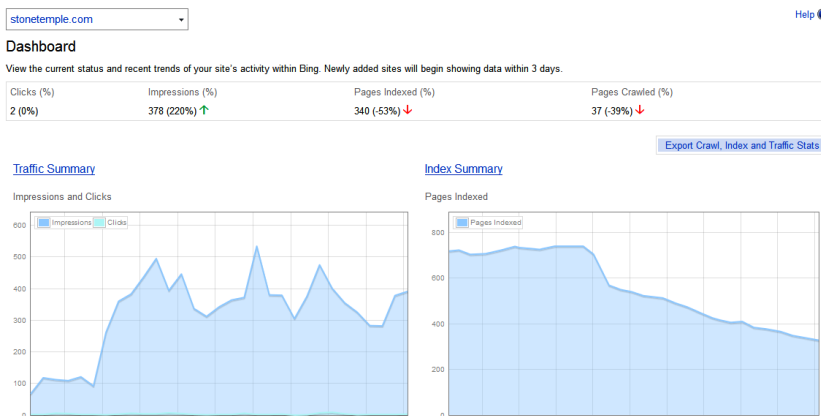 stonetemple.com
Help
Dashboard
View the current status and recent trends of your site's activity within Bing. Newly added sites will begin showing data within 3 days.
Clicks (%) Impressions (%) Pages Indexed (%) Pages Crawled (%)
2 (0%) 378 (220%) 340 (-53%) 37 (-39%)
Export Crawl, Index and Traffic Stats
Traffic Summary Index Summary
Impressions and Clicks Pages Indexed
Impressions Clicks Pages Indexed
600
500
400
300
200
100
0
800
600
400
200
0